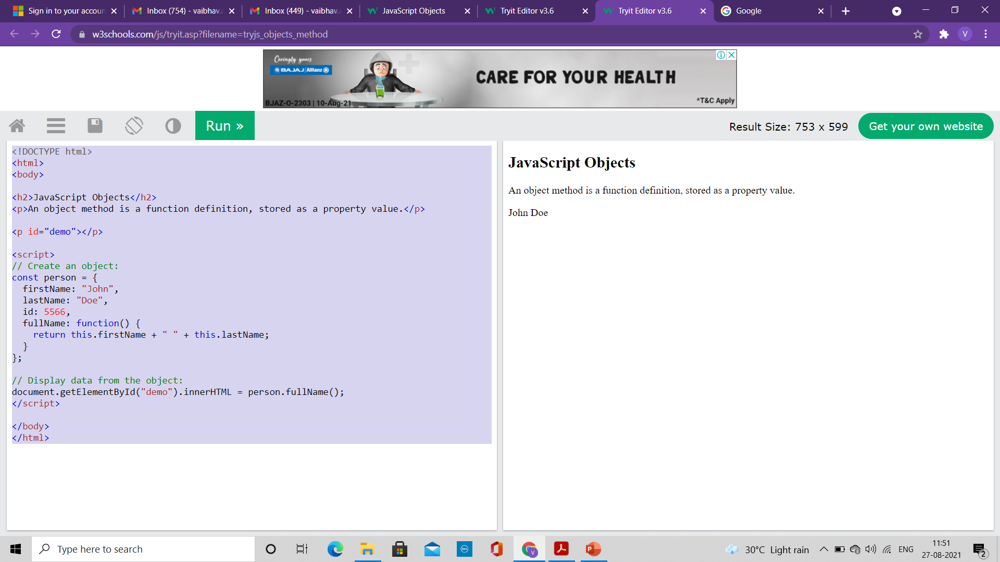 Sign in to your accoun
Inbox (754) - vaibhav.
Inbox (449) - vaibhav.
JavaScript Objects
Tryit Editor v3.6
Tryit Editor v3.6
Google
w3schools.com/js/tryit.asp?filename=tryjs_objects_method
V
Caringly yours
BAJAJ Allianz
CARE FOR YOUR HEALTH
BJAZ-O-2303 | 10-Aug-21
*T&C Apply
Run »
Result Size: 753 x 599
Get your own website
<!DOCTYPE html>
<html>
<body>
<h2>JavaScript Objects</h2>
<p>An object method is a function definition, stored as a property value.</p>
<p id="demo"></p>
<script>
// Create an object:
const person = {
firstName: "John",
lastName: "Doe",
id: 5566,
fullName: function() {
return this.firstName + " " + this.lastName;
}
};
// Display data from the object:
document.getElementById("demo").innerHTML = person.fullName();
</script>
</body>
</html>
JavaScript Objects
An object method is a function definition, stored as a property value.
John Doe
Type here to search
DELL
V
P
30°C Light rain
ENG
11:51
27-08-2021
2